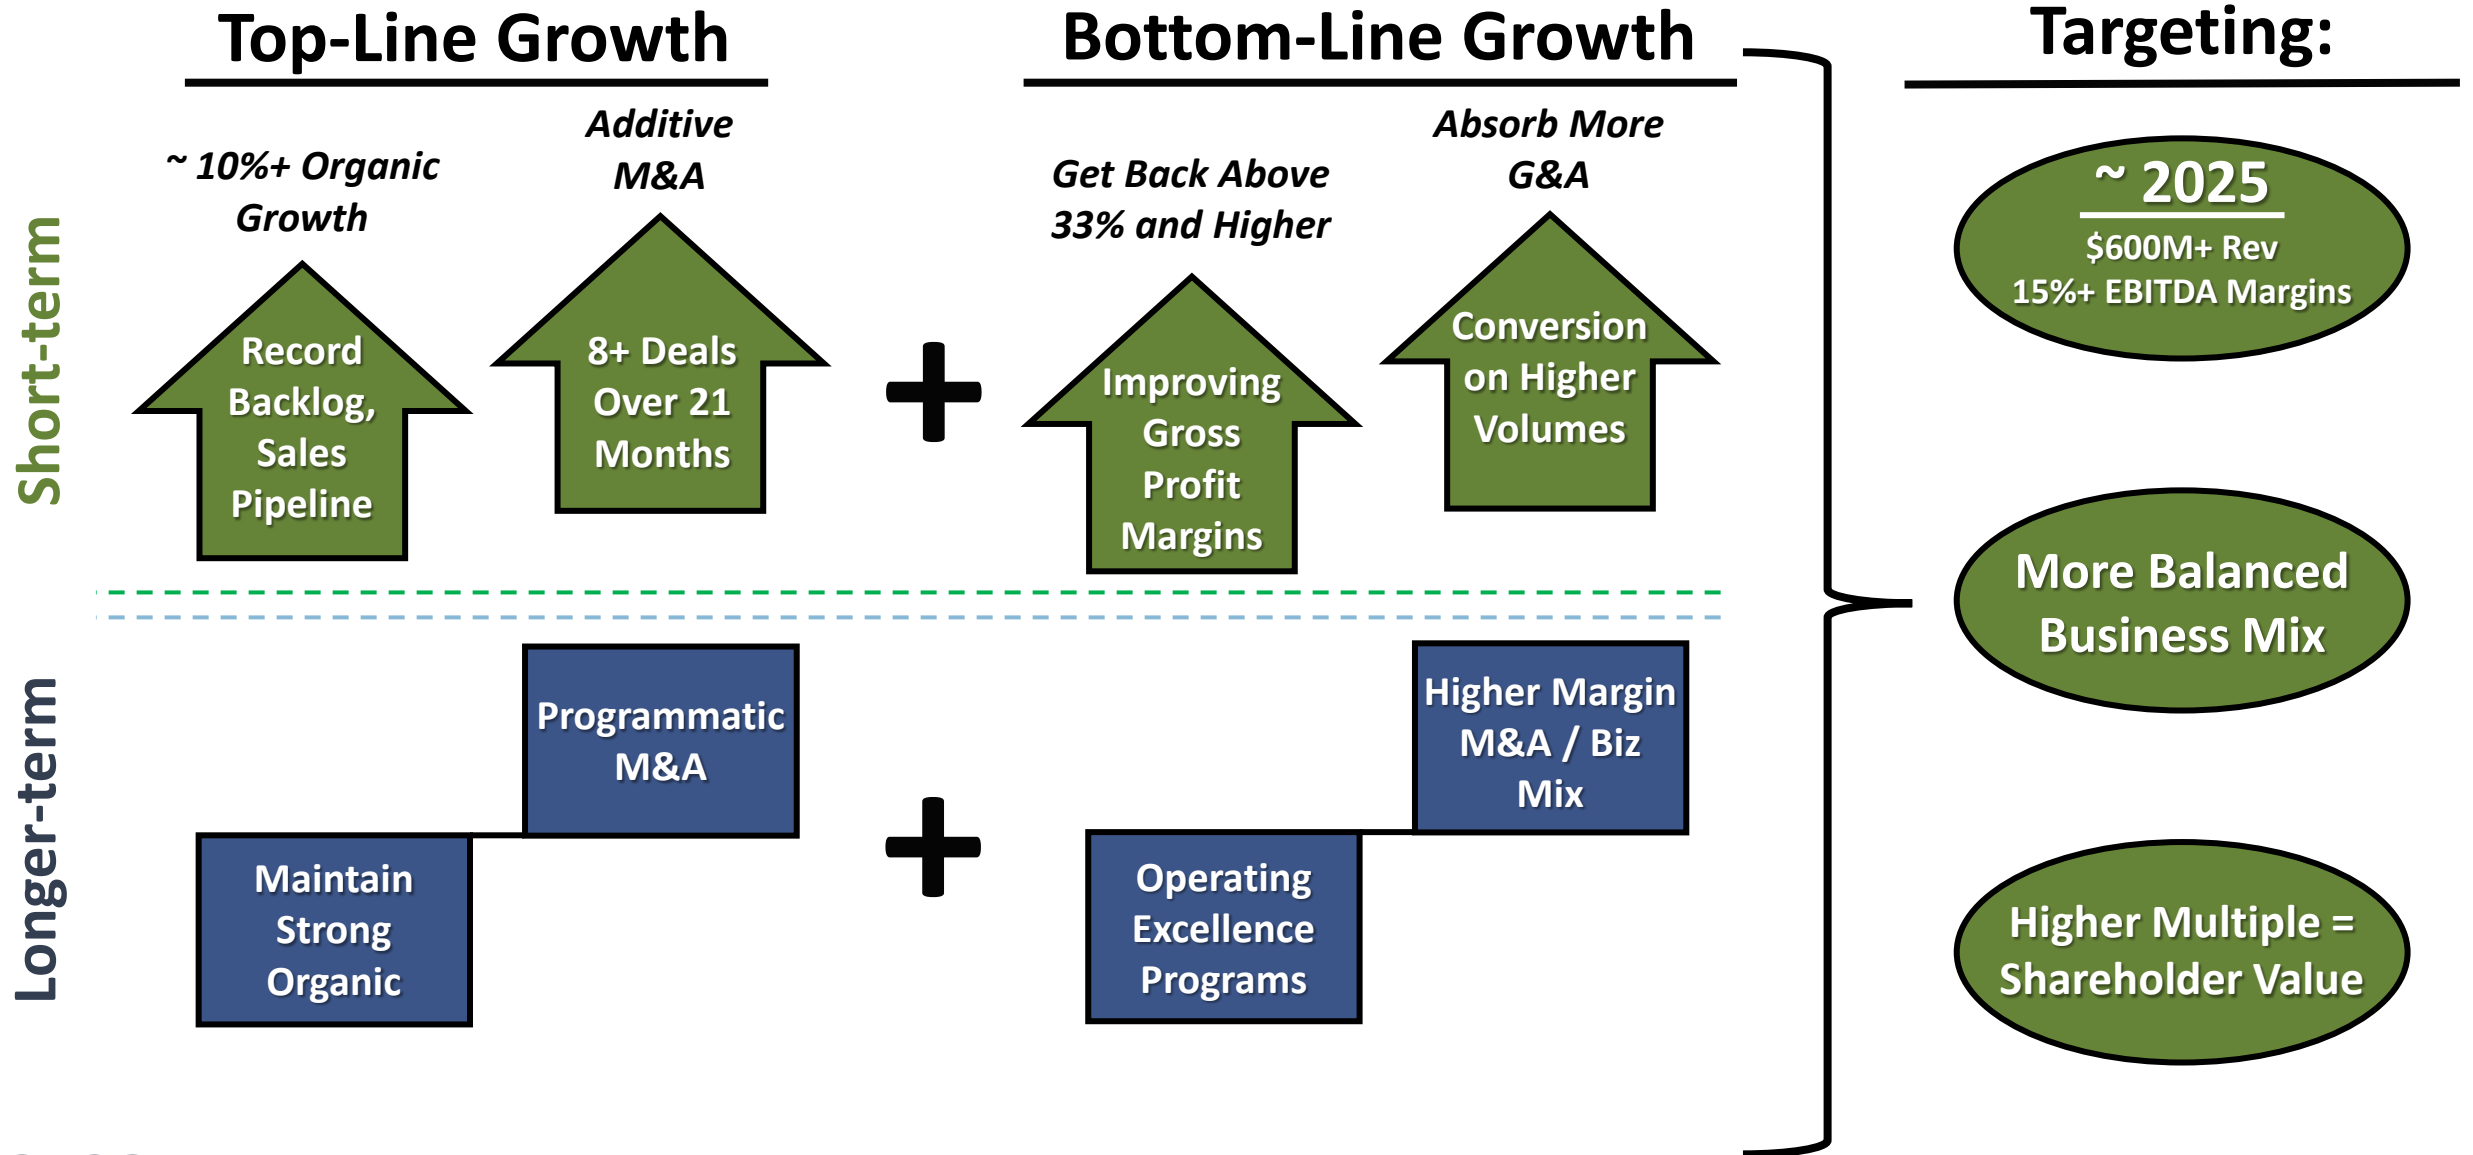 Top-Line Growth
Bottom-Line Growth
Targeting:
Short-term
~ 10%+ Organic
Growth
Record
Backlog,
Sales
Pipeline
Additive
M&A
8+ Deals
Over 21
Months
+
Get Back Above
33% and Higher
Improving
Gross
Profit
Margins
Absorb More
G&A
Conversion
on Higher
Volumes
Longer-term
Maintain
Strong
Organic
Programmatic
M&A
+
Operating
Excellence
Programs
Higher Margin
M&A / Biz
Mix
~ 2025
$600M+ Rev
15%+ EBITDA Margins
More Balanced
Business Mix
Higher Multiple =
Shareholder Value